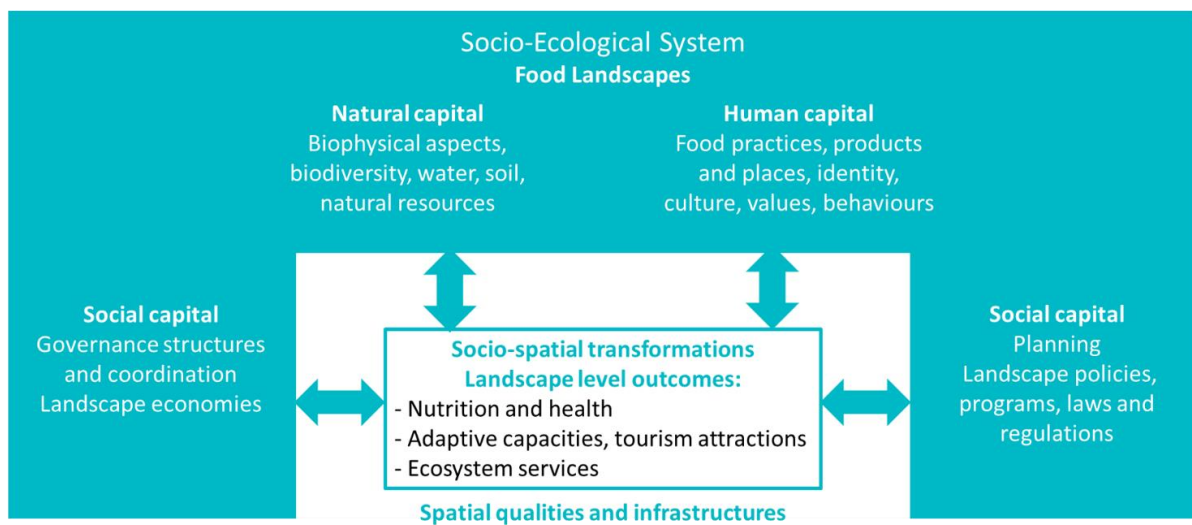 Socio-Ecological System
Food Landscapes
Natural capital
Biophysical aspects,
biodiversity, water, soil,
natural resources
Human capital
Food practices, products
and places, identity,
culture, values, behaviours
Social capital
Governance structures
and coordination
Landscape economies
Socio-spatial transformations
Landscape level outcomes:
- Nutrition and health
- Adaptive capacities, tourism attractions
- Ecosystem services
Social capital
Planning
Landscape policies,
programs, laws and
regulations
Spatial qualities and infrastructures